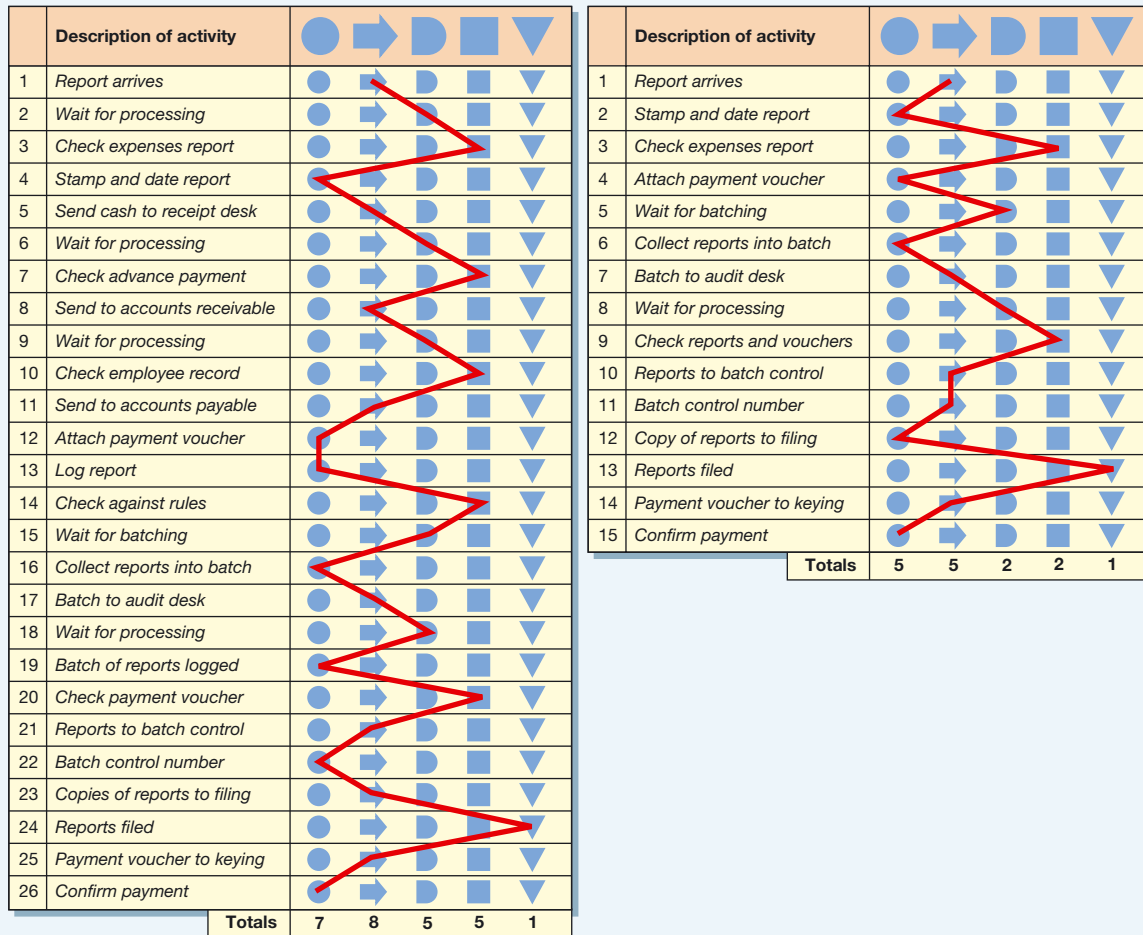 Description of activity
1 Report arrives
2 Wait for processing
3 Check expenses report
4 Stamp and date report
5 Send cash to receipt desk
6 Wait for processing
7 Check advance payment
8 Send to accounts receivable
9 Wait for processing
10 Check employee record
11 Send to accounts payable
12 Attach payment voucher
13 Log report
14 Check against rules
15 Wait for batching
16 Collect reports into batch
17 Batch to audit desk
18 Wait for processing
19 Batch of reports logged
20 Check payment voucher
21 Reports to batch control
22 Batch control number
23 Copies of reports to filing
24 Reports filed
25 Payment voucher to keying
26 Confirm payment
Totals 7 8 5 5 1
Description of activity
1 Report arrives
2 Stamp and date report
3 Check expenses report
4 Attach payment voucher
5 Wait for batching
6 Collect reports into batch
7 Batch to audit desk
8 Wait for processing
9 Check reports and vouchers
10 Reports to batch control
11 Batch control number
12 Copy of reports to filing
13 Reports filed
14 Payment voucher to keying
15 Confirm payment
Totals 5 5 2 2 1